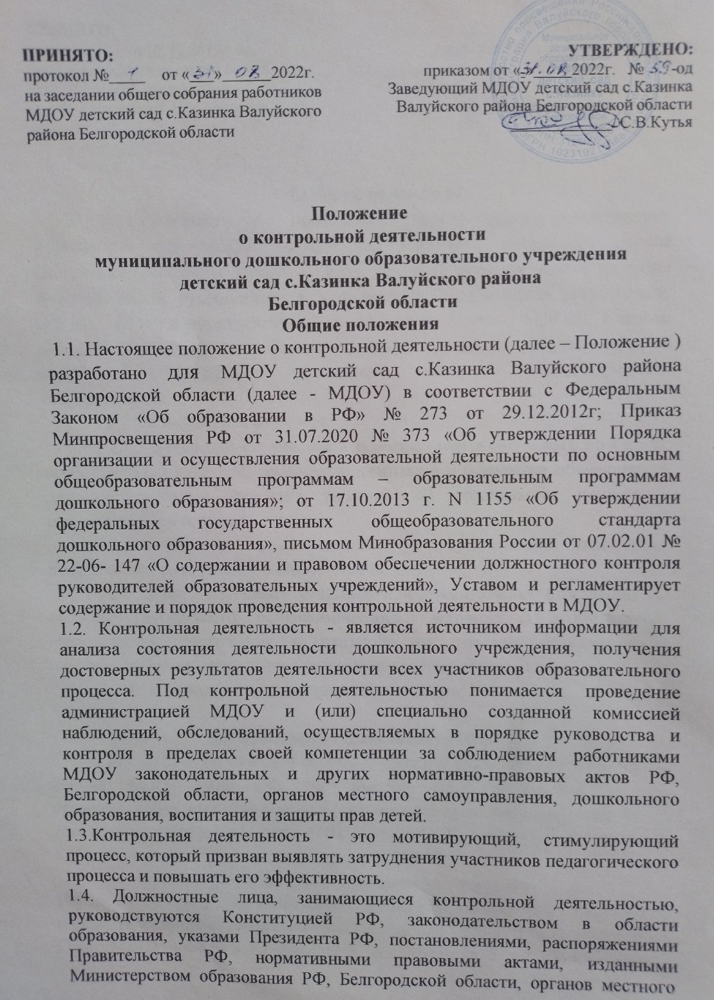 ПРИНЯТО:
протокол № 1 от «31» 08 2022г.
на заседании общего собрания работников
МДОУ детский сад с.Казинка Валуйского
района Белгородской области
УТВЕРЖДЕНО:
приказом от «31.08.2022г. № 59-од
Заведующий МДОУ детский сад с.Казинка
Валуйского района Белгородской области
С.В.Кутья
Положение
о контрольной деятельности
муниципального дошкольного образовательного учреждения
детский сад с.Казинка Валуйского района
Белгородской области
Общие положения
1.1. Настоящее положение о контрольной деятельности (далее – Положение )
разработано для МДОУ детский сад с.Казинка Валуйского района
Белгородской области (далее - МДОУ) в соответствии с Федеральным
Законом «Об образовании в РФ» № 273 от 29.12.2012г; Приказ
Минпросвещения РФ от 31.07.2020 № 373 «Об утверждении Порядка
организации и осуществления образовательной деятельности по основным
общеобразовательным программам – образовательным программам
дошкольного образования»; от 17.10.2013 г. N 1155 «Об утверждении
федеральных государственных общеобразовательного стандарта
дошкольного образования», письмом Минобразования России от 07.02.01 №
22-06- 147 «О содержании и правовом обеспечении должностного контроля
руководителей образовательных учреждений», Уставом и регламентирует
содержание и порядок проведения контрольной деятельности в МДОУ.
1.2. Контрольная деятельность - является источником информации для
анализа состояния деятельности дошкольного учреждения, получения
достоверных результатов деятельности всех участников образовательного
процесса. Под контрольной деятельностью понимается проведение
администрацией МДОУ и (или) специально созданной комиссией
наблюдений, обследований, осуществляемых в порядке руководства и
контроля в пределах своей компетенции за соблюдением работниками
МДОУ законодательных и других нормативно-правовых актов РФ,
Белгородской области, органов местного самоуправления, дошкольного
образования, воспитания и защиты прав детей.
1.3.Контрольная деятельность - это мотивирующий, стимулирующий
процесс, который призван выявлять затруднения участников педагогического
процесса и повышать его эффективность.
1.4. Должностные лица, занимающиеся контрольной деятельностью,
руководствуются Конституцией РФ, законодательством в области
образования, указами Президента РФ, постановлениями, распоряжениями
Правительства РФ, нормативными правовыми актами, изданными
Министерством образования РФ, Белгородской области, органов местного